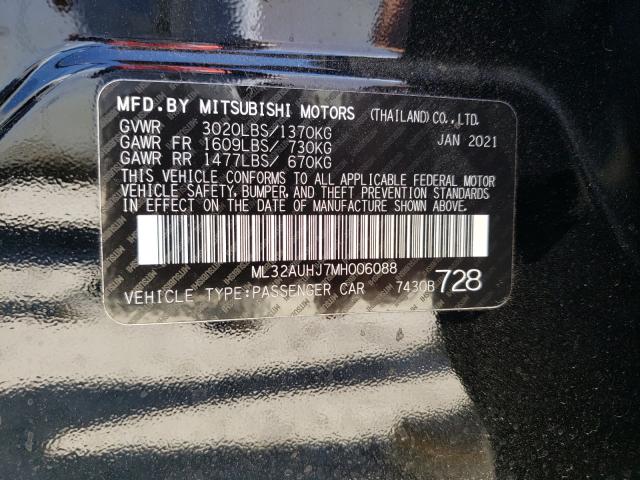 MFD.BY MITSUBISHI MOTORS (THAILAND) CO.,LTD.
GVWR 3020LBS/1370KG JAN 2021
GAWR FR 1609LBS/ 730KG
GAWR RR 1477LBS/ 670KG
THIS VEHICLE CONFORMS TO ALL APPLICABLE FEDERAL MOTOR
VEHICLE SAFETY, BUMPER, AND THEFT PREVENTION STANDARDS
IN EFFECT ON THE DATE OF MANUFACTURE SHOWN ABOVE.
ML32AUHJ7MH006088
VEHICLE TYPE:PASSENGER CAR 7430B 728